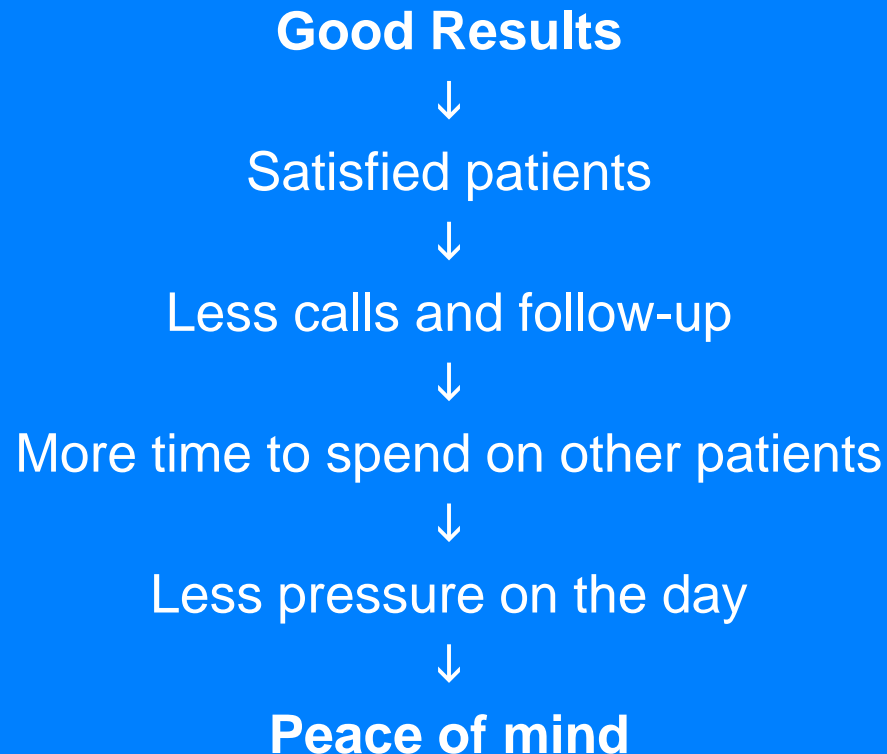 Good Results
↓
Satisfied patients
↓
Less calls and follow-up
↓
More time to spend on other patients
↓
Less pressure on the day
↓
Peace of mind